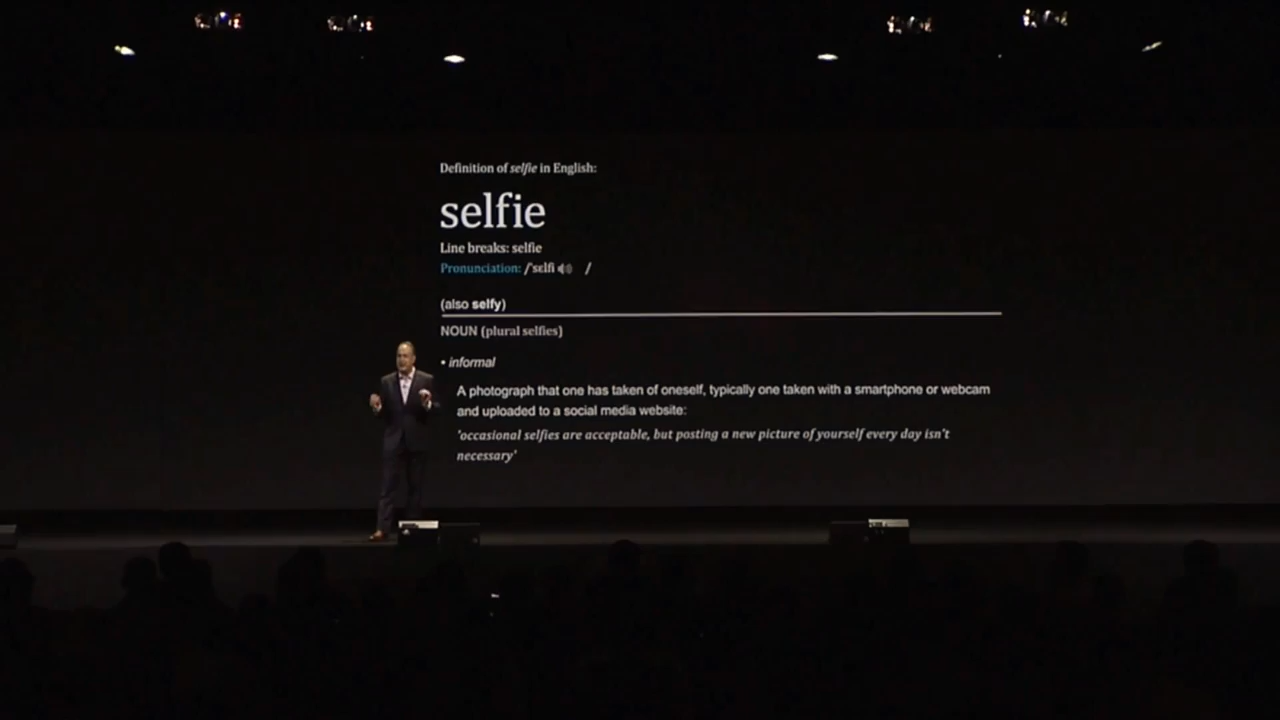 Definition of selfie in English:
selfie
Line breaks: selfie
Pronunciation: /ˈsɛlfi /
(also selfy)
NOUN (plural selfies)
• informal
A photograph that one has taken of oneself, typically one taken with a smartphone or webcam
and uploaded to a social media website:
'occasional selfies are acceptable, but posting a new picture of yourself every day isn't
necessary'